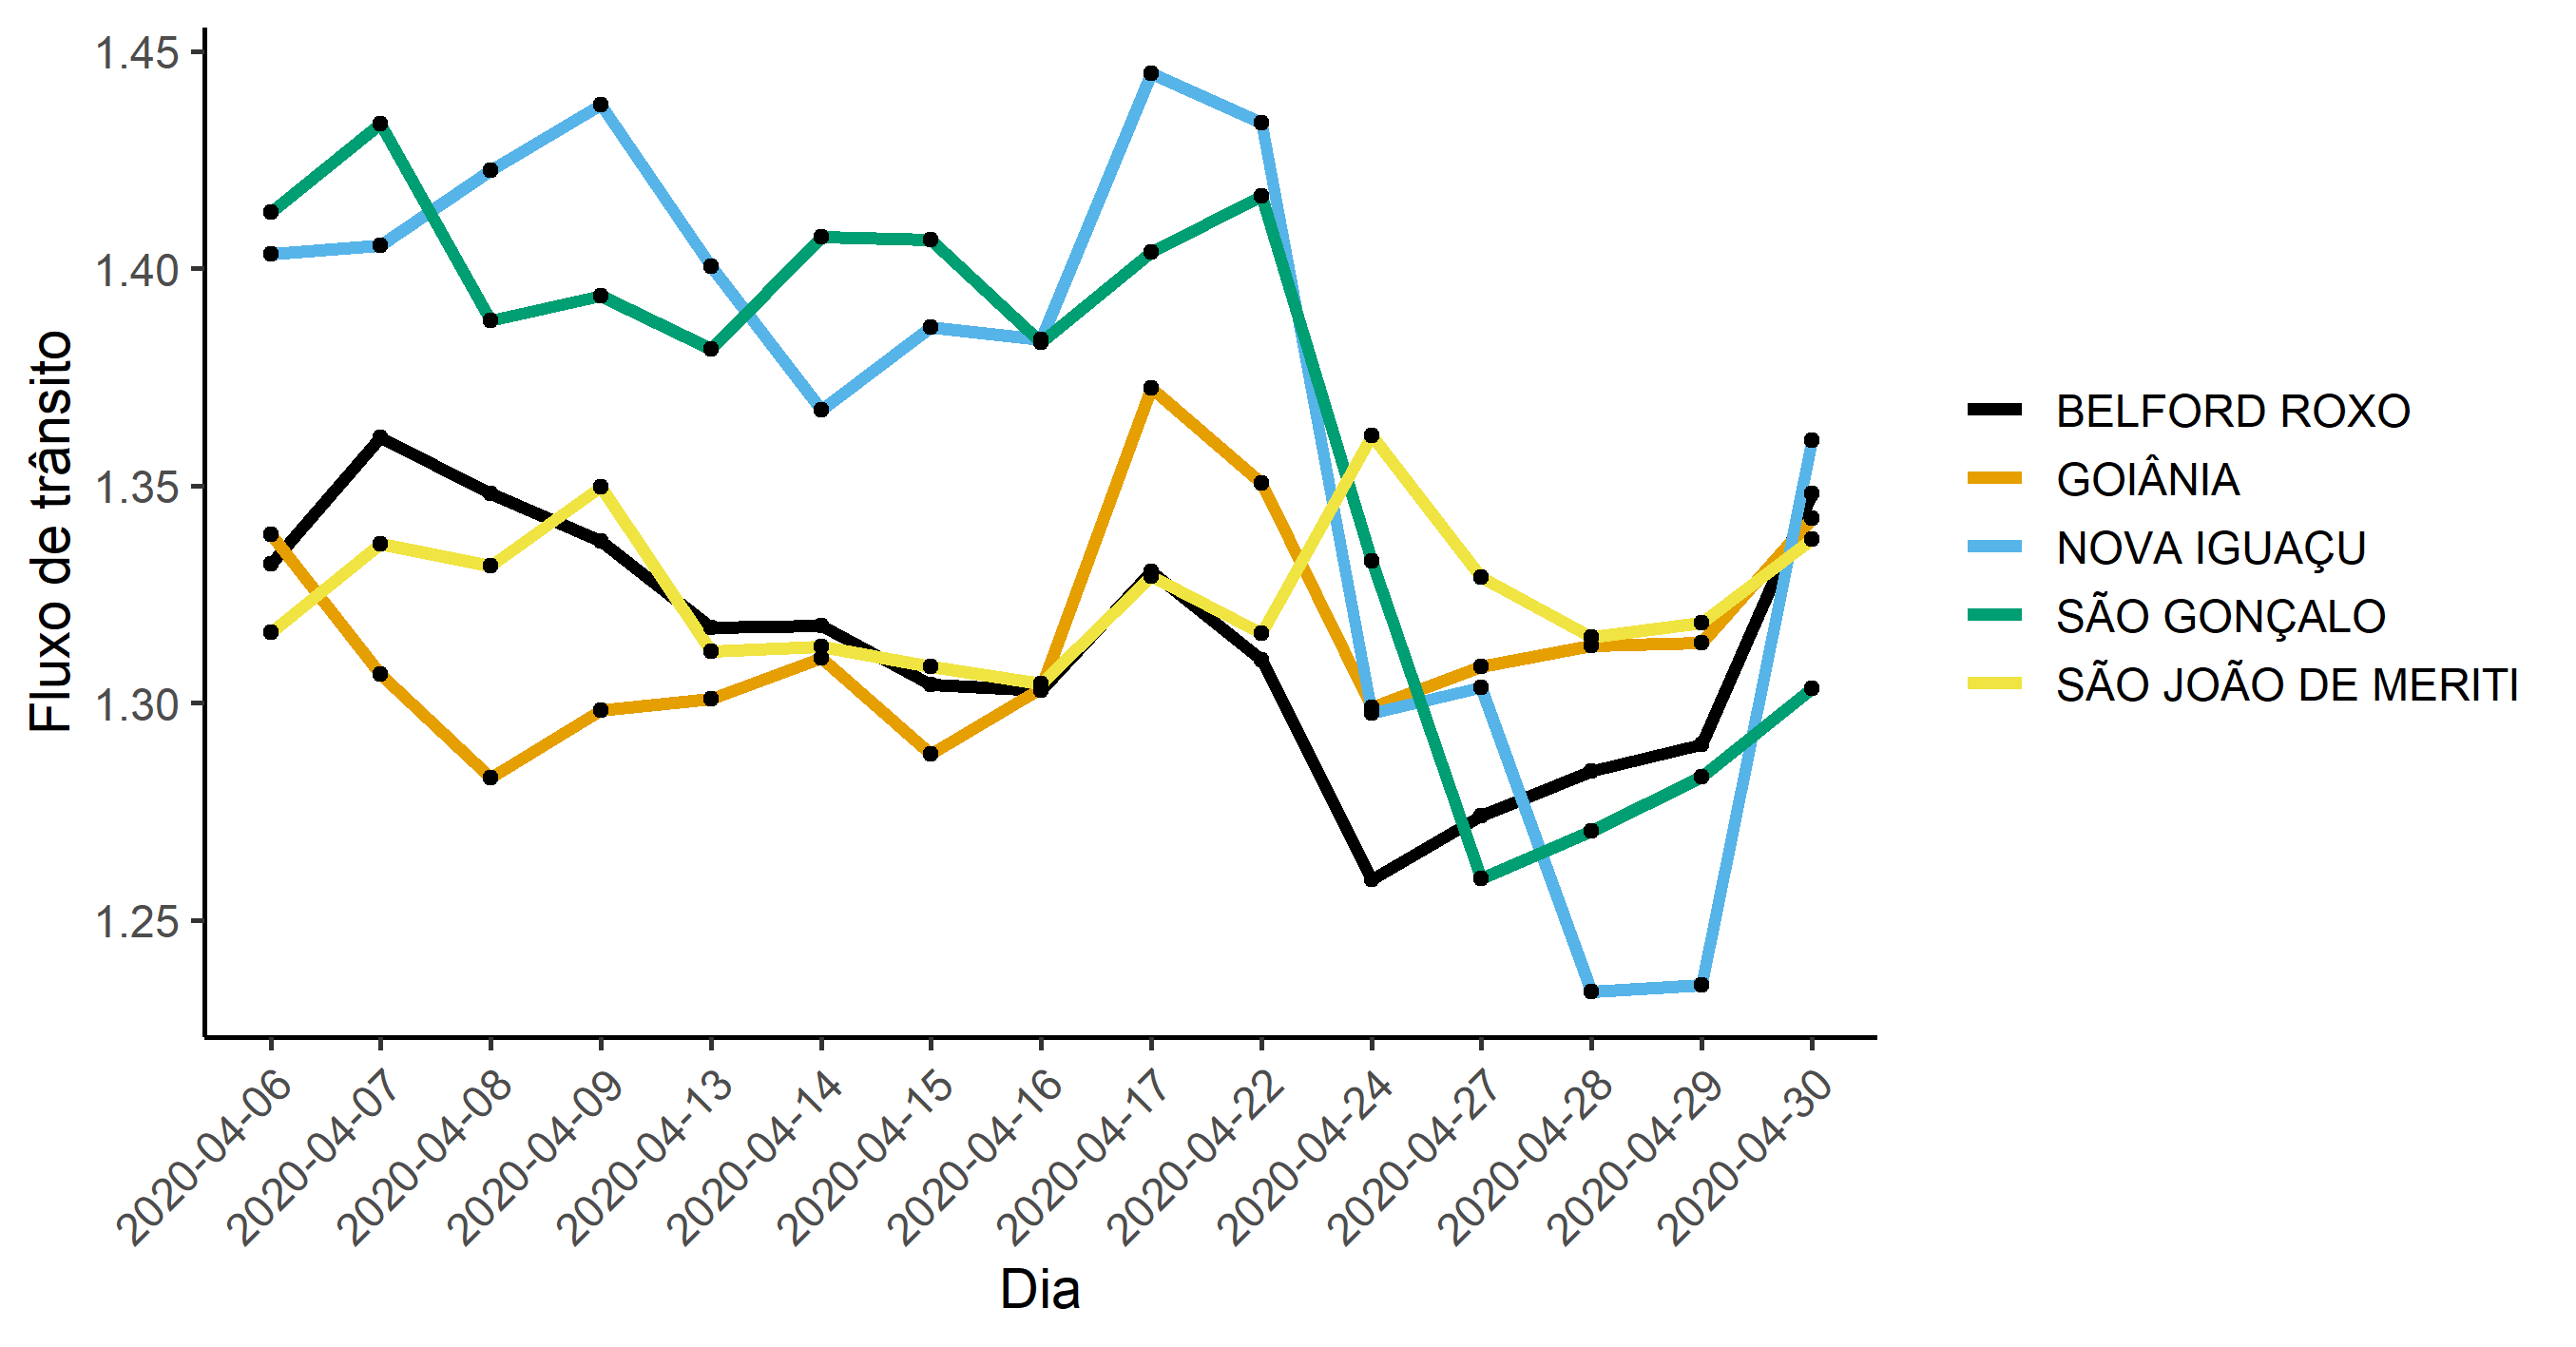 Fluxo de trânsito
1.45
1.40
1.35
1.30
1.25
2020-04-06
2020-04-07
2020-04-08
2020-04-09
2020-04-13
2020-04-14
2020-04-15
2020-04-16
2020-04-17
2020-04-22
2020-04-24
2020-04-27
2020-04-28
2020-04-29
2020-04-30
Dia
BELFORD ROXO
GOIÂNIA
NOVA IGUAÇU
SÃO GONÇALO
SÃO JOÃO DE MERITI